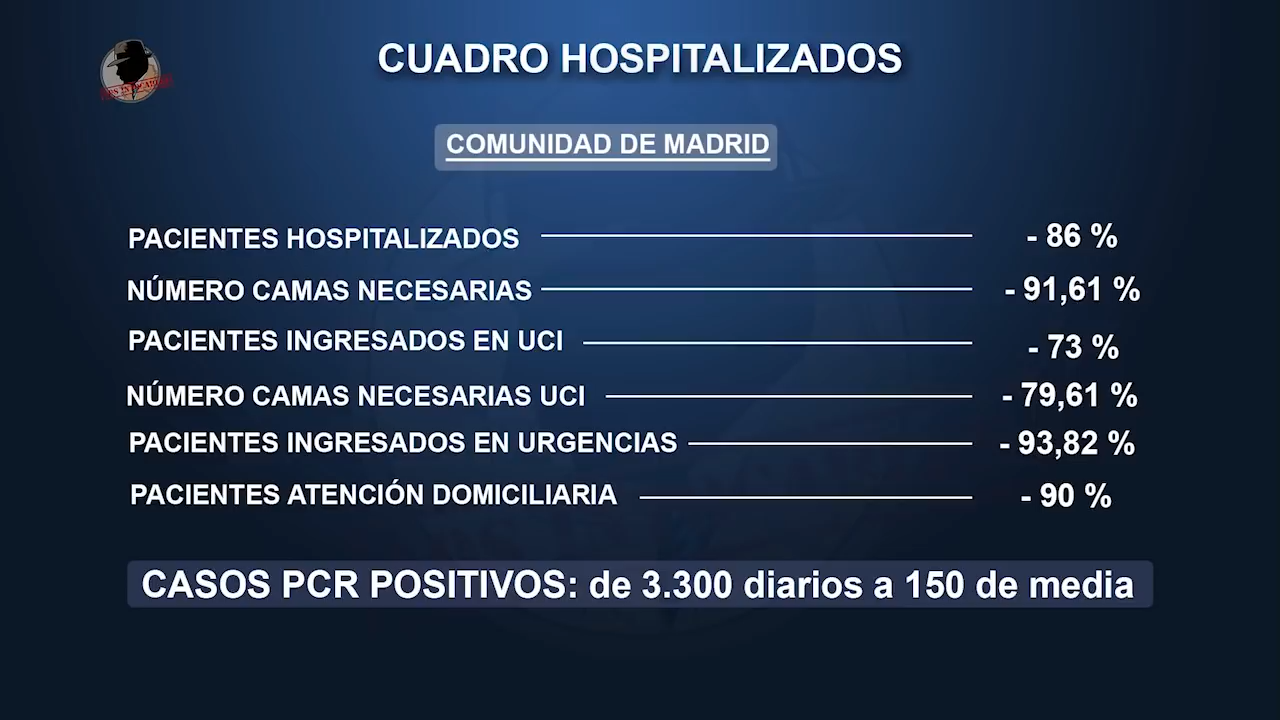 CUADRO HOSPITALIZADOS
COMUNIDAD DE MADRID
PACIENTES HOSPITALIZADOS - 86 %
NÚMERO CAMAS NECESARIAS - 91,61 %
PACIENTES INGRESADOS EN UCI - 73 %
NÚMERO CAMAS NECESARIAS UCI - 79,61 %
PACIENTES INGRESADOS EN URGENCIAS - 93,82 %
PACIENTES ATENCIÓN DOMICILIARIA - 90 %
CASOS PCR POSITIVOS: de 3.300 diarios a 150 de media